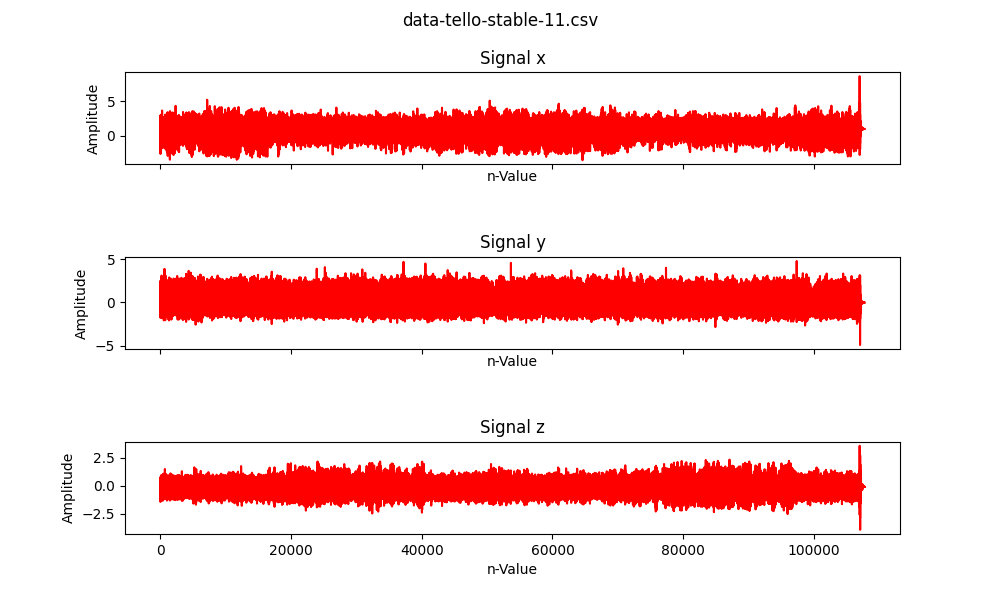 data-tello-stable-11.csv
Signal x
Amplitude
5
0
n-Value
Signal y
Amplitude
5
0
−5
n-Value
Signal z
Amplitude
2.5
0.0
−2.5
0 20000 40000 60000 80000 100000
n-Value